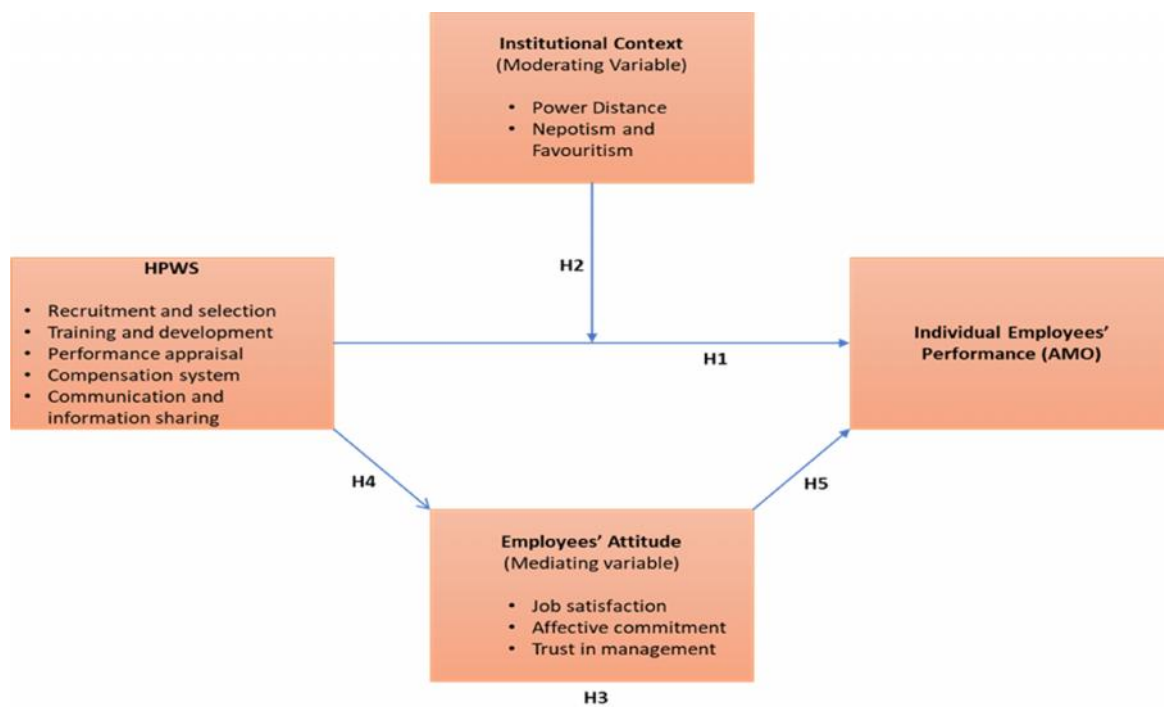 Institutional Context
(Moderating Variable)
• Power Distance
• Nepotism and
Favouritism
H2
HPWS
• Recruitment and selection
• Training and development
• Performance appraisal
• Compensation system
• Communication and
information sharing
H1
Individual Employees'
Performance (AMO)
H4
H5
Employees' Attitude
(Mediating variable)
• Job satisfaction
• Affective commitment
• Trust in management
H3